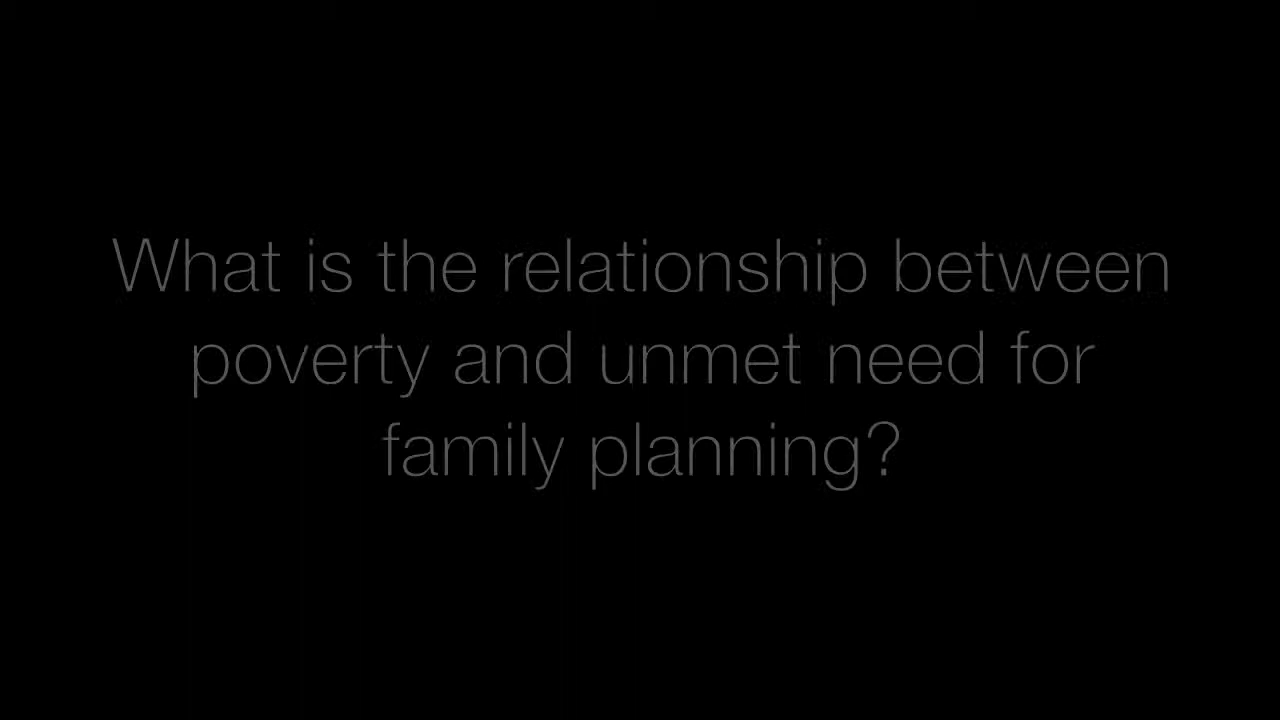 What is the relationship between
poverty and unmet need for
family planning?